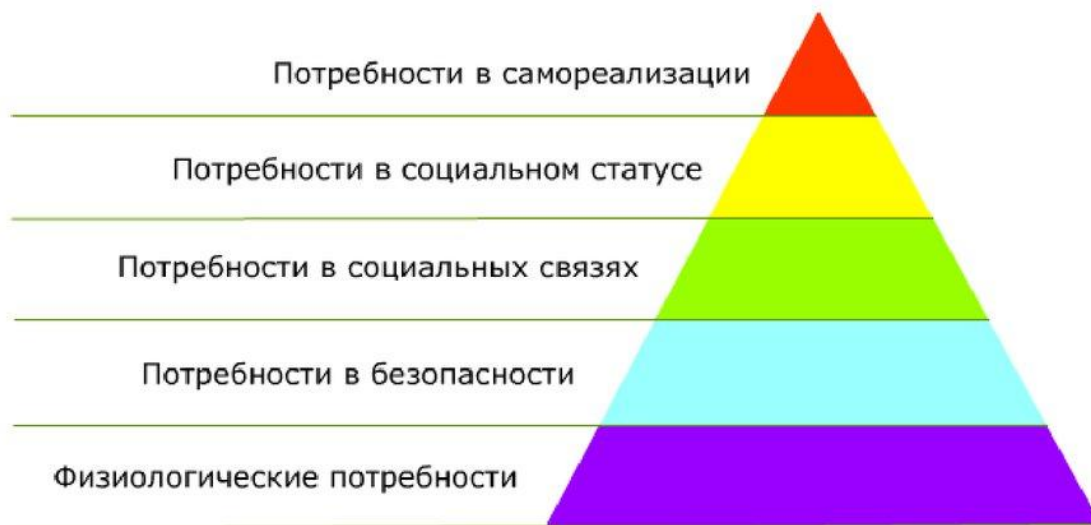 Потребности в самореализации
Потребности в социальном статусе
Потребности в социальных связях
Потребности в безопасности
Физиологические потребности